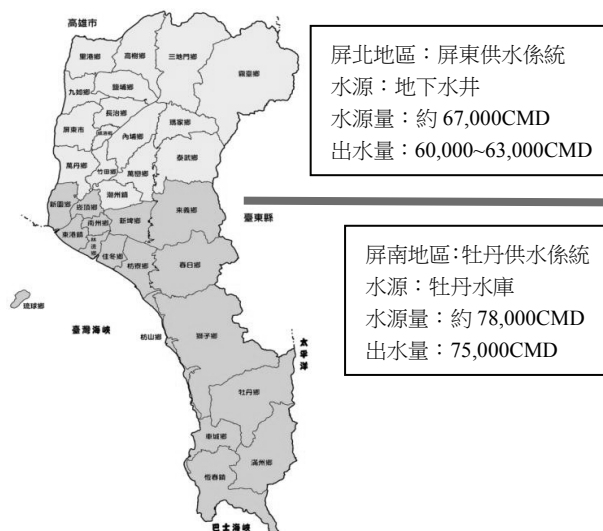 高雄市
里港鄉
高樹鄉
三地門鄉
霧臺鄉
九如鄉
鹽埔鄉
長治鄉
瑪家鄉
屏東市
麟洛鄉
內埔鄉
萬丹鄉
竹田鄉
萬巒鄉
泰武鄉
潮州鎮
新園鄉
崁頂鄉
來義鄉
臺東縣
南州鄉
新埤鄉
東港鎮
林邊鄉
佳冬鄉
枋寮鄉
春日鄉
琉球鄉
臺灣海峽
枋山鄉
獅子鄉
太平洋
牡丹鄉
車城鄉
滿州鄉
恆春鎮
巴士海峽
屏北地區：屏東供水係統
水源：地下水井
水源量：約 67,000CMD
出水量：60,000~63,000CMD
屏南地區:牡丹供水係統
水源：牡丹水庫
水源量：約 78,000CMD
出水量：75,000CMD